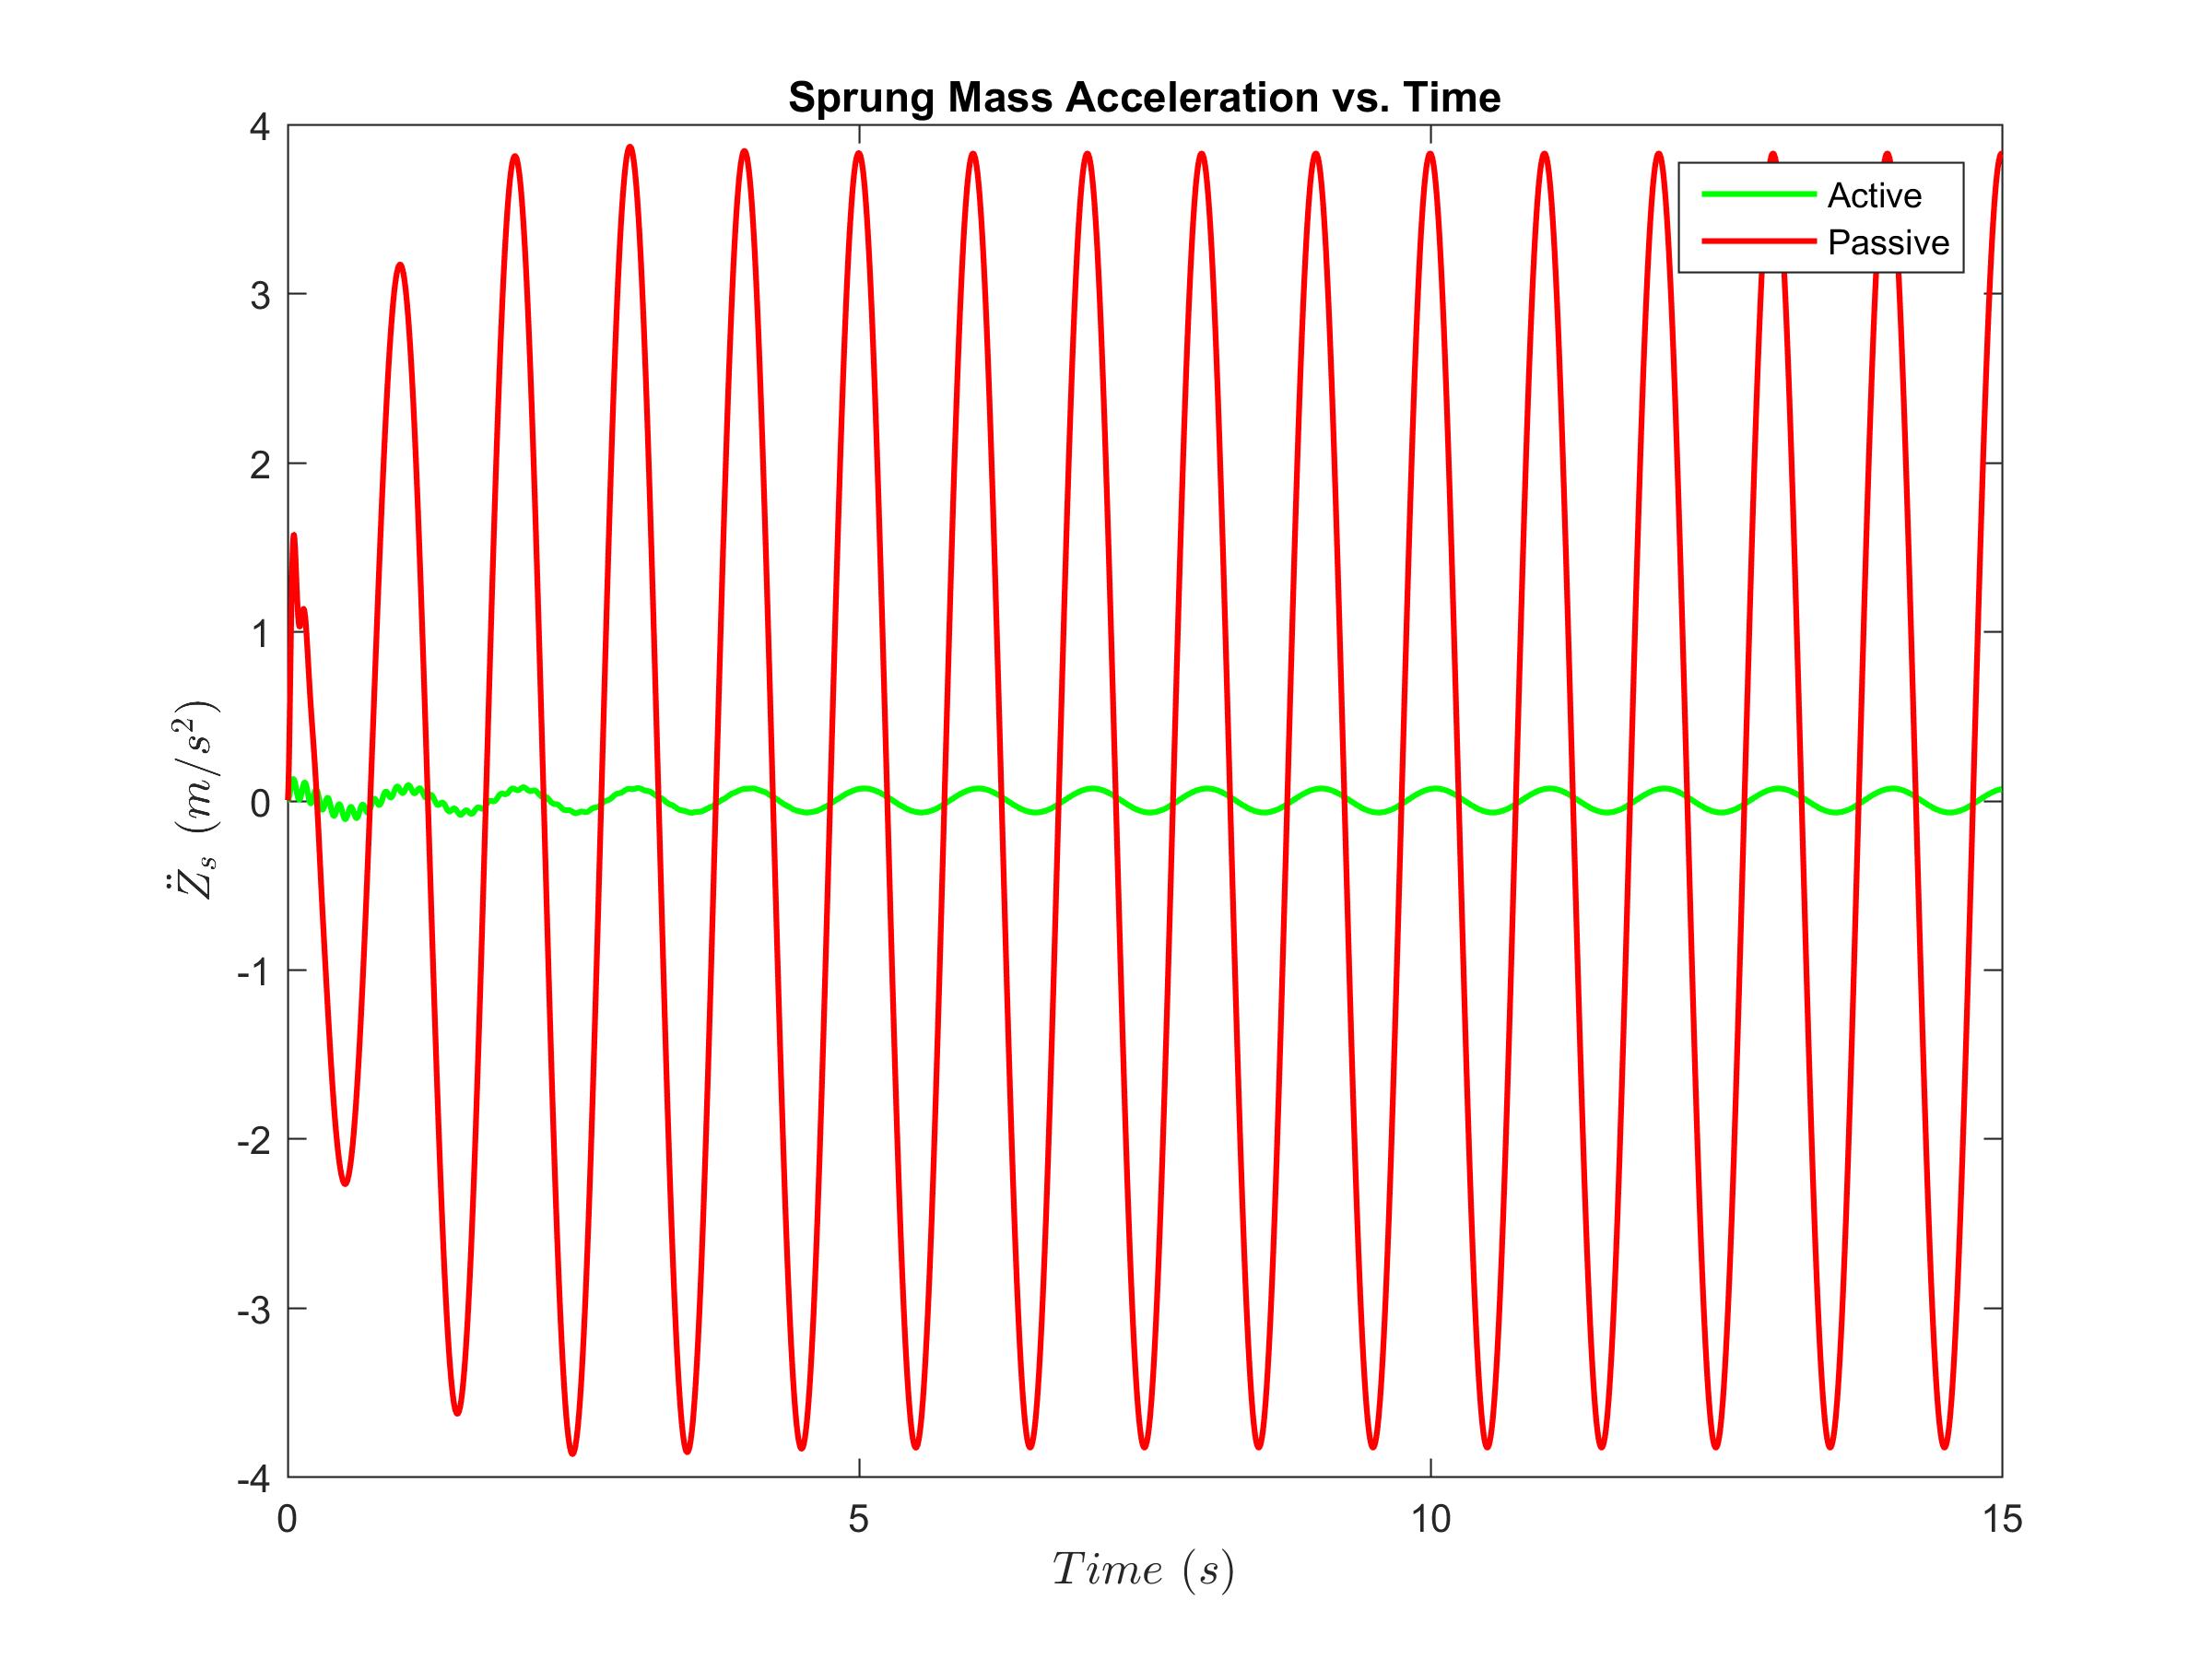 Sprung Mass Acceleration vs. Time
4
3
2
1
0
-1
-2
-3
-4
Z̈ₛ (m/s²)
Active
Passive
0 5 10 15
Time (s)